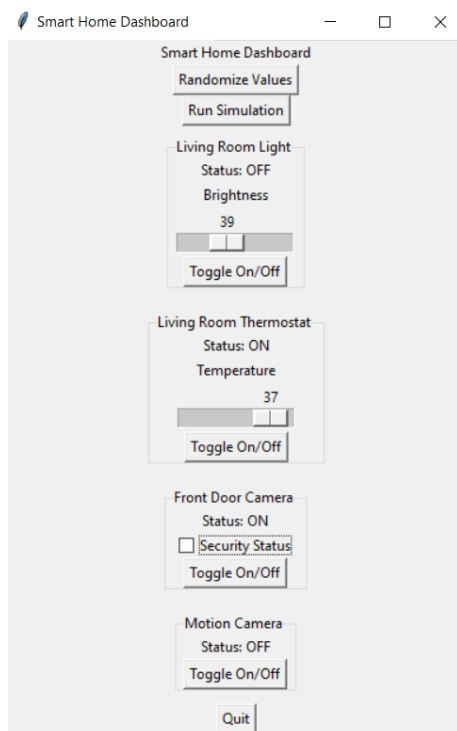 Smart Home Dashboard
Smart Home Dashboard
Randomize Values
Run Simulation
Living Room Light
Status: OFF
Brightness
39
Toggle On/Off
Living Room Thermostat
Status: ON
Temperature
37
Toggle On/Off
Front Door Camera
Status: ON
Security Status
Toggle On/Off
Motion Camera
Status: OFF
Toggle On/Off
Quit